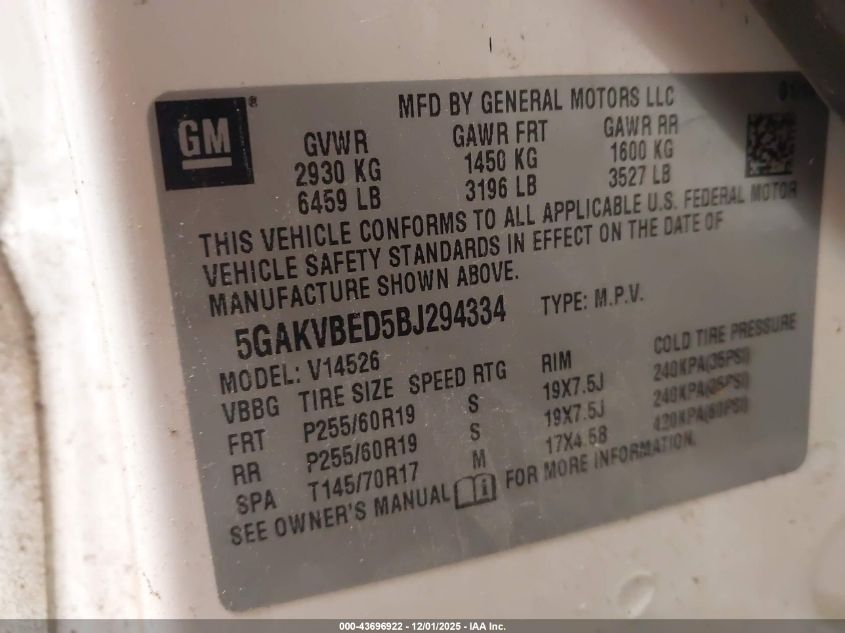 GM ®
MFD BY GENERAL MOTORS LLC
GVWR GAWR FRT GAWR RR
2930 KG 1450 KG 1600 KG
6459 LB 3196 LB 3527 LB
THIS VEHICLE CONFORMS TO ALL APPLICABLE U.S. FEDERAL MOTOR
VEHICLE SAFETY STANDARDS IN EFFECT ON THE DATE OF
MANUFACTURE SHOWN ABOVE.
5GAKVBED5BJ294334 TYPE: M.P.V.
MODEL: V14526
VBBG TIRE SIZE SPEED RTG RIM COLD TIRE PRESSURE
FRT P255/60R19 S 19X7.5J 240KPA(35PSI)
RR P255/60R19 S 19X7.5J 240KPA(35PSI)
SPA T145/70R17 M 17X4.5B 420KPA(60PSI)
SEE OWNER'S MANUAL FOR MORE INFORMATION.
000-43696922 - 12/01/2025 - IAA Inc.